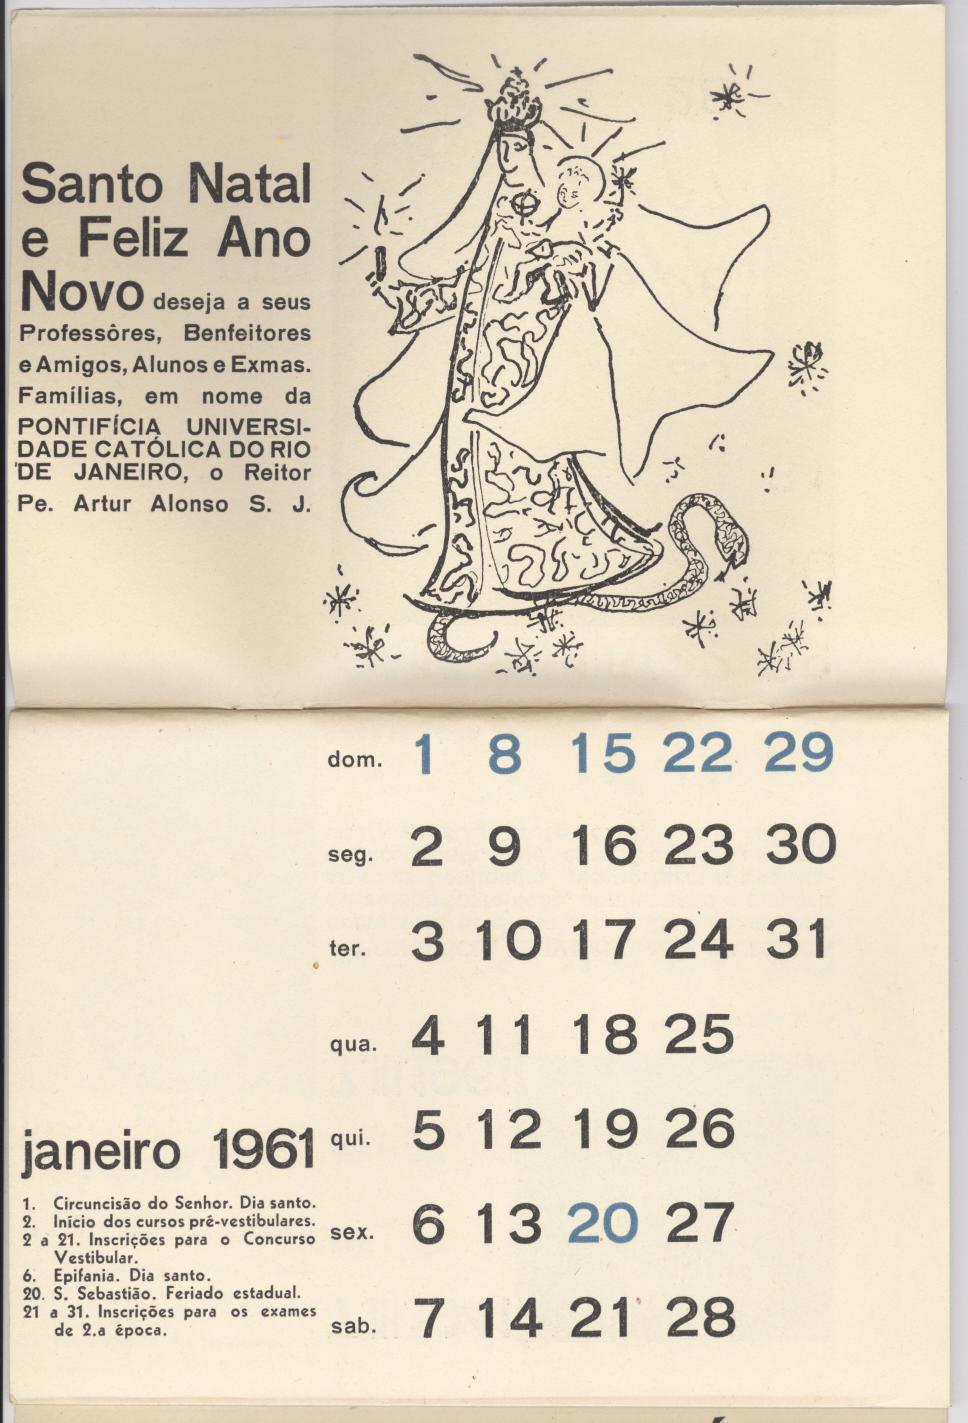 Santo Natal
e Feliz Ano
Novo deseja a seus
Professôres, Benfeitores
e Amigos, Alunos e Exmas.
Famílias, em nome da
PONTIFÍCIA UNIVERSI-
DADE CATÓLICA DO RIO
DE JANEIRO, o Reitor
Pe. Artur Alonso S. J.
dom. 1 8 15 22 29
seg. 2 9 16 23 30
ter. 3 10 17 24 31
qua. 4 11 18 25
qui. 5 12 19 26
sex. 6 13 20 27
sab. 7 14 21 28
janeiro 1961
1. Circuncisão do Senhor. Dia santo.
2. Início dos cursos pré-vestibulares.
2 a 21. Inscrições para o Concurso
Vestibular.
6. Epifania. Dia santo.
20. S. Sebastião. Feriado estadual.
21 a 31. Inscrições para os exames
de 2.a época.